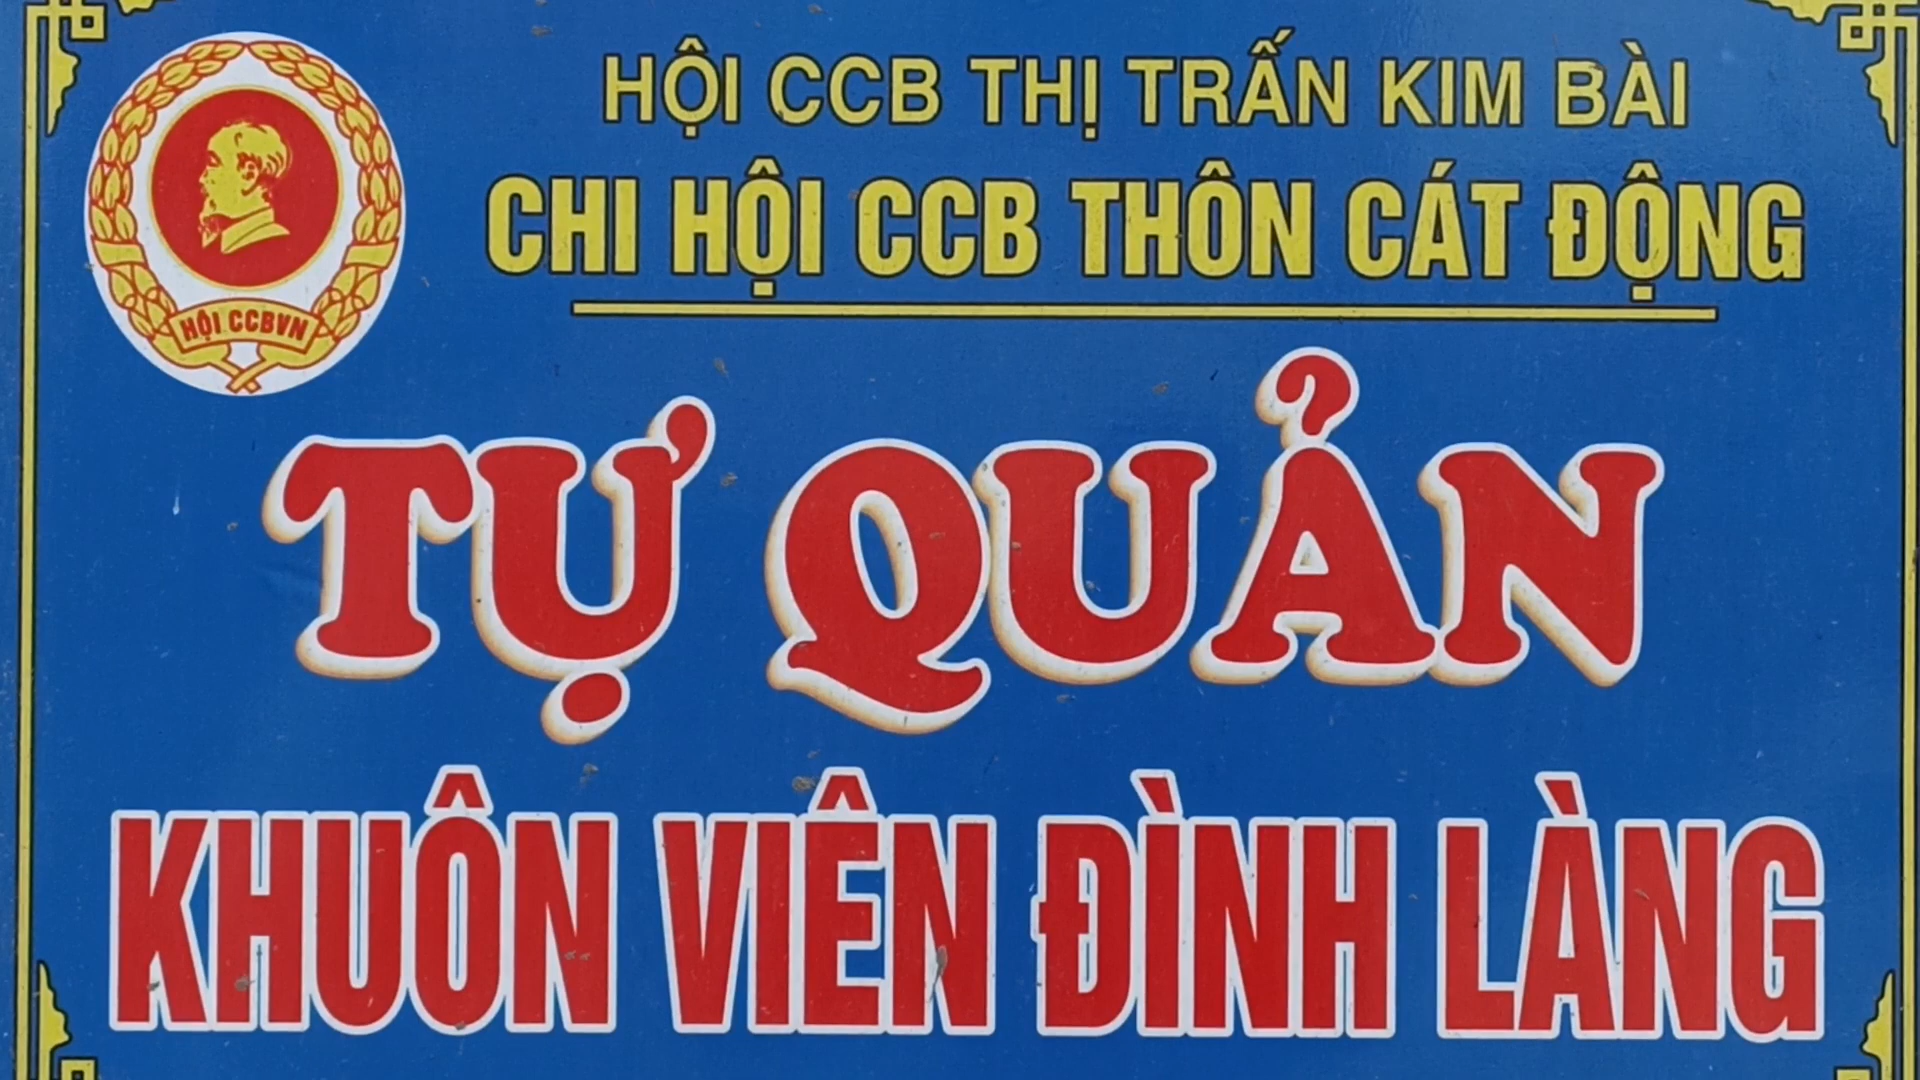 HỘI CCB THỊ TRẤN KIM BÀI
CHI HỘI CCB THÔN CÁT ĐỘNG
HỘI CCBVN
TỰ QUẢN
KHUÔN VIÊN ĐÌNH LÀNG